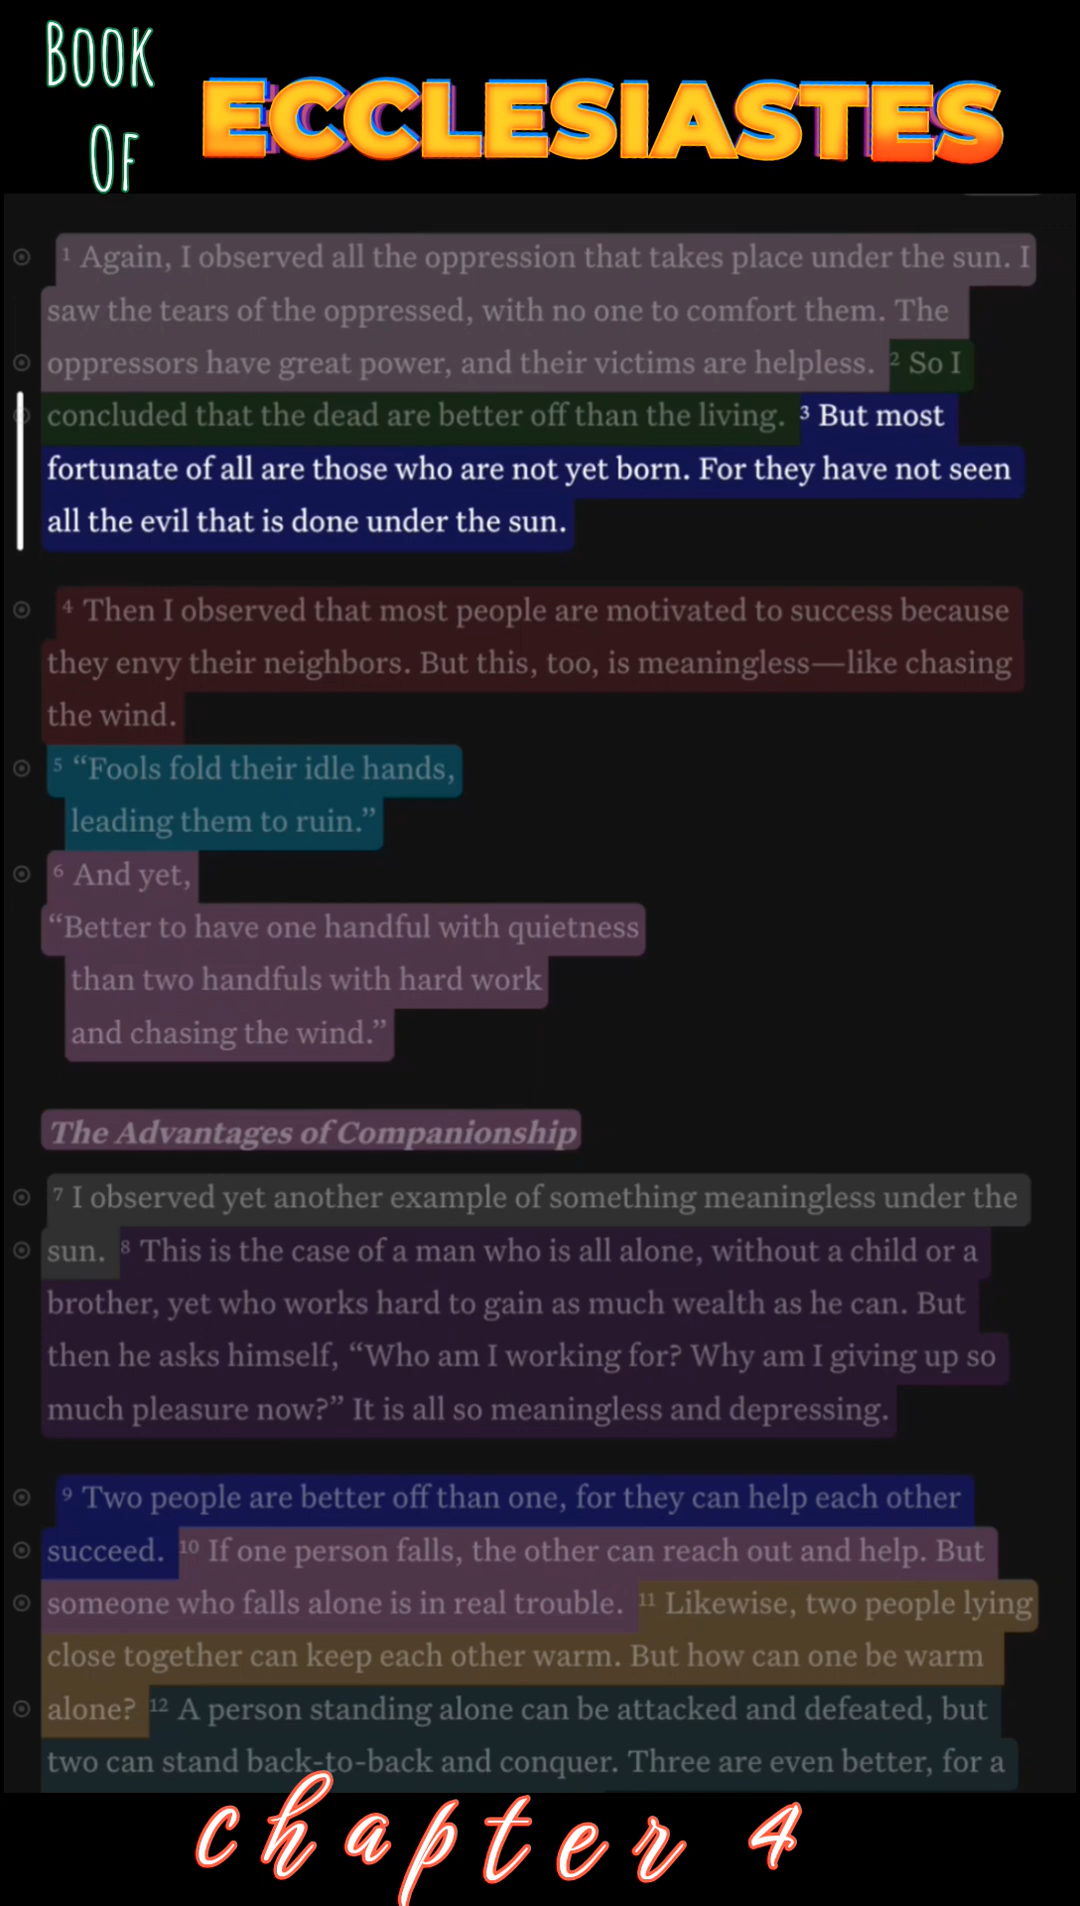 BOOK
OF
ECCLESIASTES
1 Again, I observed all the oppression that takes place under the sun. I
saw the tears of the oppressed, with no one to comfort them. The
oppressors have great power, and their victims are helpless. 2 So I
concluded that the dead are better off than the living. 3 But most
fortunate of all are those who are not yet born. For they have not seen
all the evil that is done under the sun.
4 Then I observed that most people are motivated to success because
they envy their neighbors. But this, too, is meaningless—like chasing
the wind.
5 “Fools fold their idle hands,
leading them to ruin.”
6 And yet,
“Better to have one handful with quietness
than two handfuls with hard work
and chasing the wind.”
The Advantages of Companionship
7 I observed yet another example of something meaningless under the
sun. 8 This is the case of a man who is all alone, without a child or a
brother, yet who works hard to gain as much wealth as he can. But
then he asks himself, “Who am I working for? Why am I giving up so
much pleasure now?” It is all so meaningless and depressing.
9 Two people are better off than one, for they can help each other
succeed. 10 If one person falls, the other can reach out and help. But
someone who falls alone is in real trouble. 11 Likewise, two people lying
close together can keep each other warm. But how can one be warm
alone? 12 A person standing alone can be attacked and defeated, but
two can stand back-to-back and conquer. Three are even better, for a
chapter 4